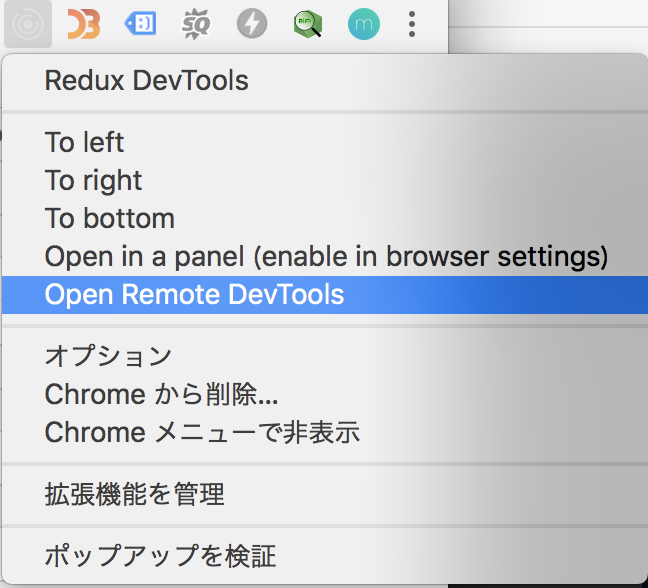 D3
SQ
m
Redux DevTools
To left
To right
To bottom
Open in a panel (enable in browser settings)
Open Remote DevTools
オプション
Chrome から削除...
Chrome メニューで非表示
拡張機能を管理
ポップアップを検証